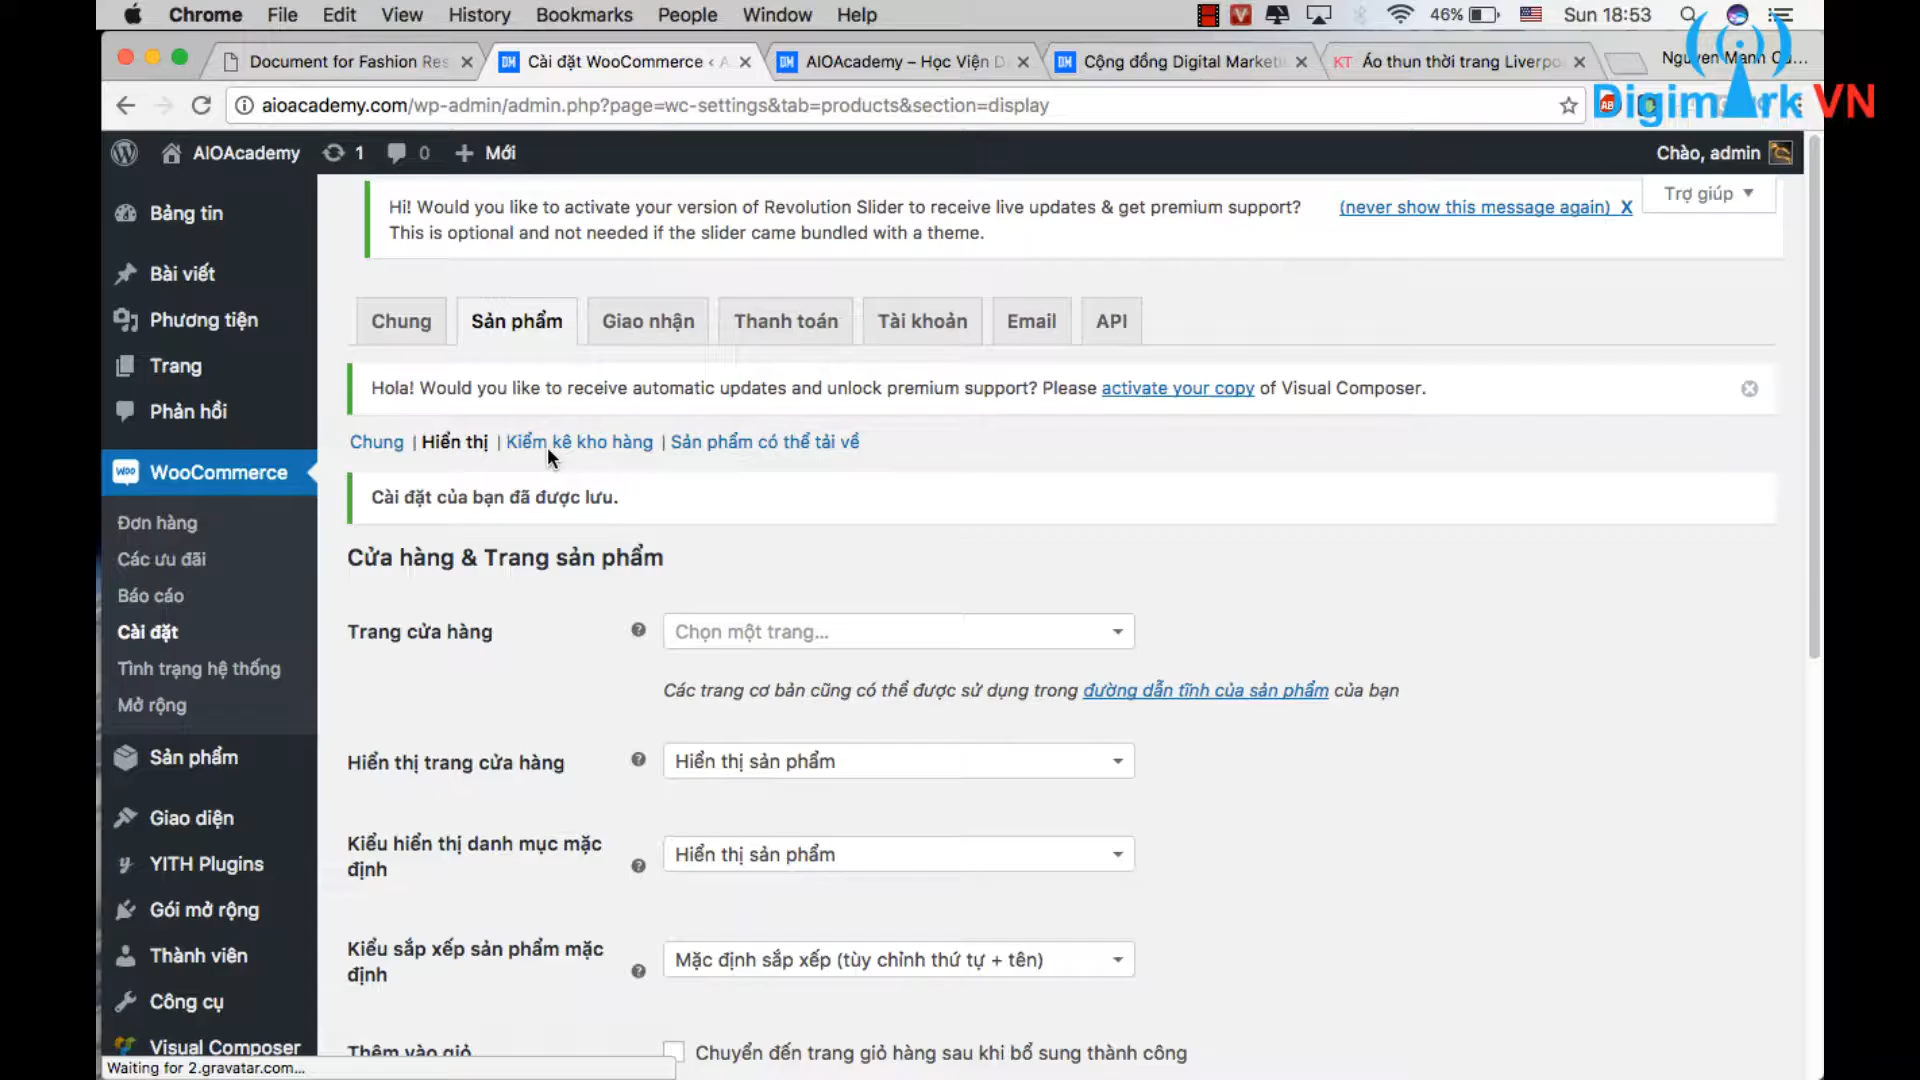 Chrome File Edit View History Bookmarks People Window Help 46% Sun 18:53
Document for Fashion Res
Cài đặt WooCommerce ‹ A
AIOAcademy – Học Viện D
Cộng đồng Digital Marketi
KT Áo thun thời trang Liverpo
aioacademy.com/wp-admin/admin.php?page=wc-settings&tab=products&section=display
Digimark VN
AIOAcademy 1 0 + Mới
Chào, admin
Trợ giúp
Hi! Would you like to activate your version of Revolution Slider to receive live updates & get premium support?
(never show this message again) X
This is optional and not needed if the slider came bundled with a theme.
Chung Sản phẩm Giao nhận Thanh toán Tài khoản Email API
Hola! Would you like to receive automatic updates and unlock premium support? Please activate your copy of Visual Composer.
Chung | Hiển thị | Kiểm kê kho hàng | Sản phẩm có thể tải về
Cài đặt của bạn đã được lưu.
Cửa hàng & Trang sản phẩm
Trang cửa hàng
Chọn một trang...
Các trang cơ bản cũng có thể được sử dụng trong đường dẫn tĩnh của sản phẩm của bạn
Hiển thị trang cửa hàng
Hiển thị sản phẩm
Kiểu hiển thị danh mục mặc
định
Hiển thị sản phẩm
Kiểu sắp xếp sản phẩm mặc
định
Mặc định sắp xếp (tùy chỉnh thứ tự + tên)
Thêm vào giỏ
Chuyển đến trang giỏ hàng sau khi bổ sung thành công
Bảng tin
Bài viết
Phương tiện
Trang
Phản hồi
WooCommerce
Đơn hàng
Các ưu đãi
Báo cáo
Cài đặt
Tình trạng hệ thống
Mở rộng
Sản phẩm
Giao diện
YITH Plugins
Gói mở rộng
Thành viên
Công cụ
Visual Composer
Waiting for 2.gravatar.com...